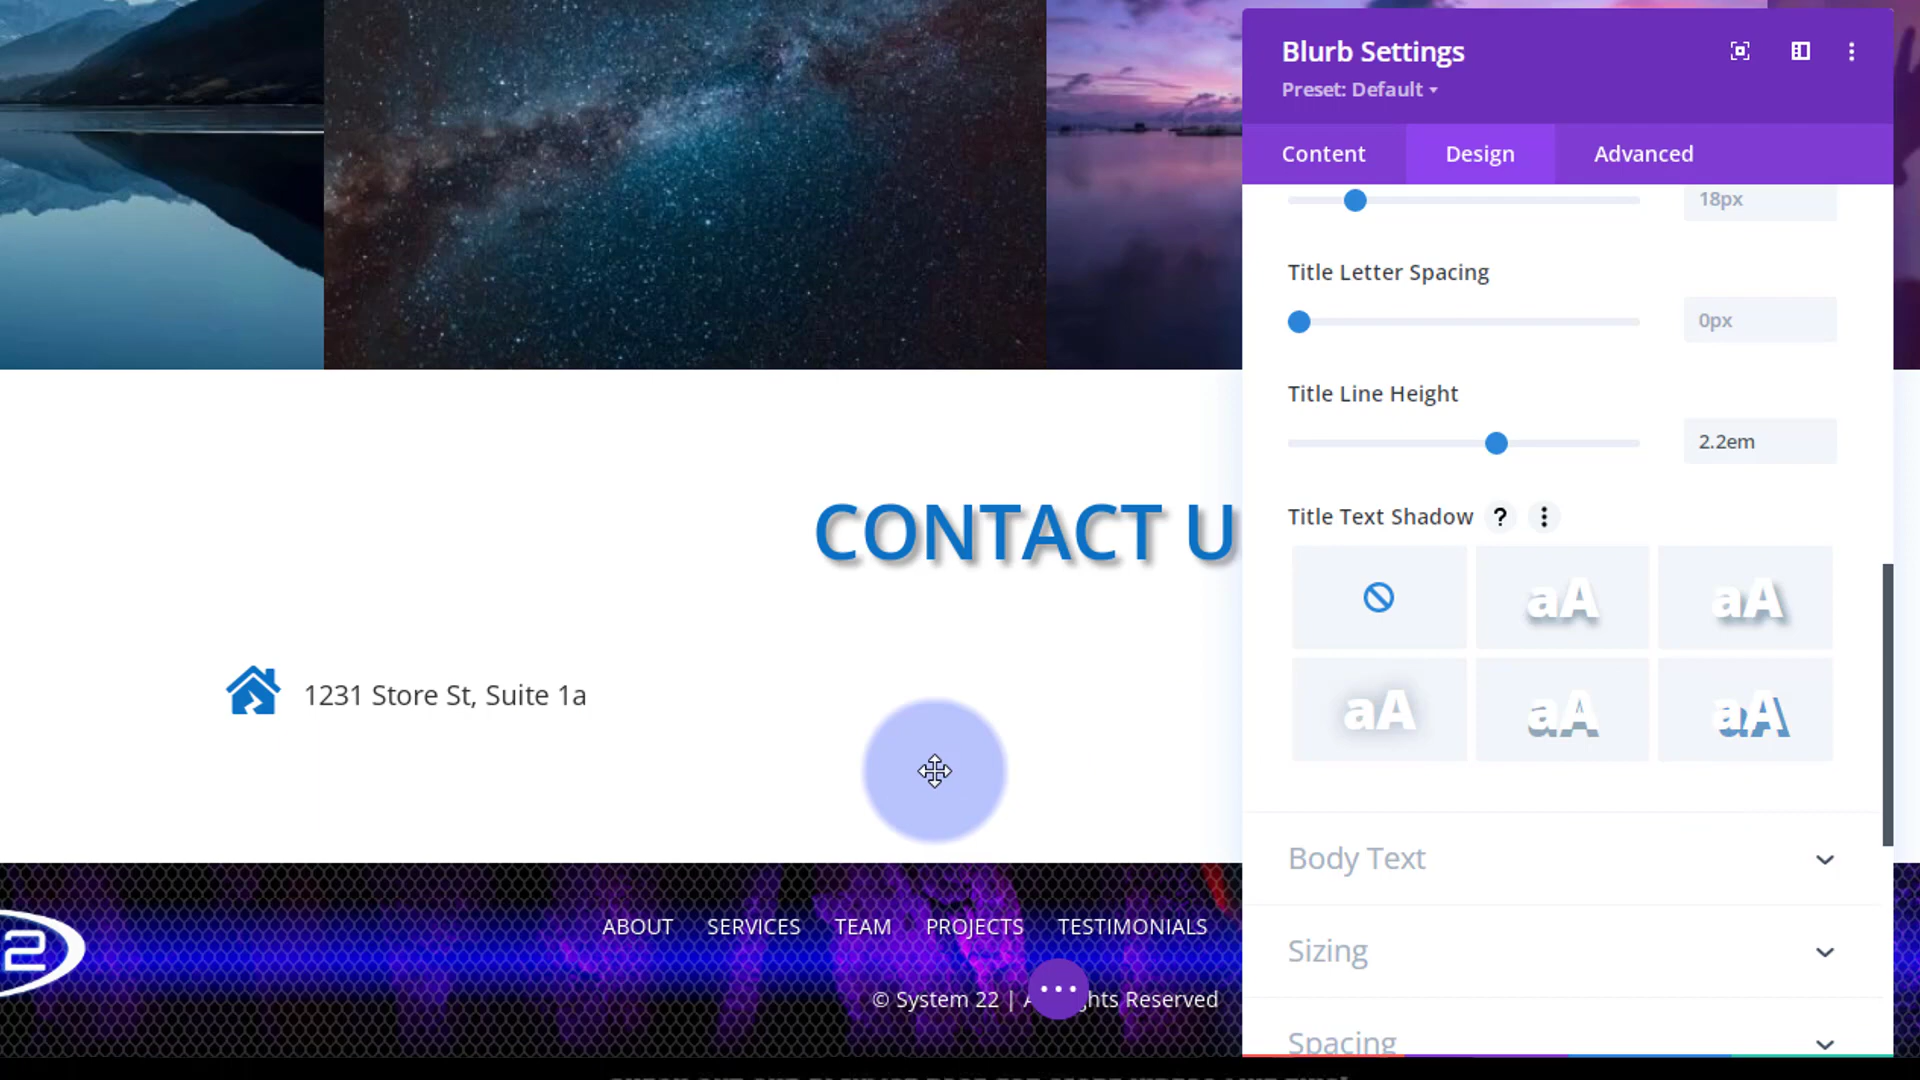 Blurb Settings
Preset: Default
Content
Design
Advanced
18px
Title Letter Spacing
0px
Title Line Height
2.2em
Title Text Shadow ?
aA
aA
aA
aA
aA
CONTACT U
1231 Store St, Suite 1a
Body Text
Sizing
Spacing
2
ABOUT SERVICES TEAM PROJECTS TESTIMONIALS
© System 22 | A ghts Reserved